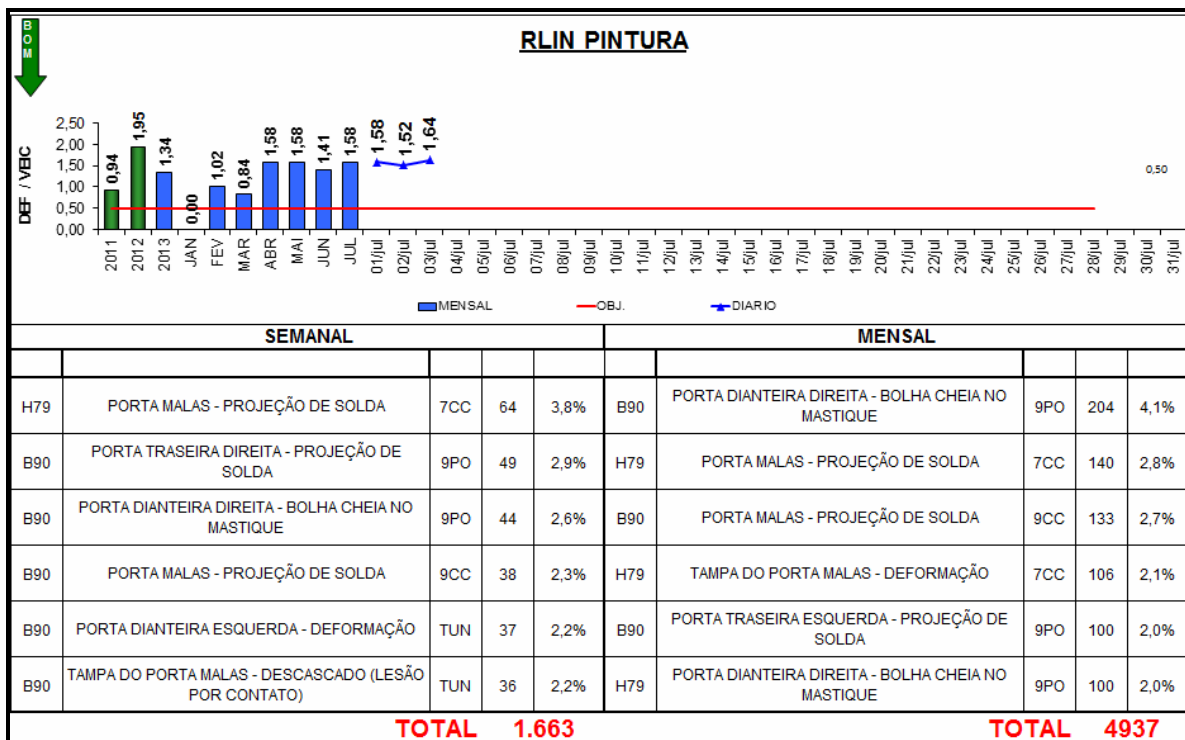 BOM
RLIN PINTURA
DEF / VEIC
2,50
2,00
1,50
1,00
0,50
0,00
0,94
1,95
1,34
0,00
1,02
0,84
1,58
1,58
1,41
1,58
1,58
1,52
1,64
0,50
2011 2012 2013 JAN FEV MAR ABR MAI JUN JUL 01/jul 02/jul 03/jul 04/jul 05/jul 06/jul 07/jul 08/jul 09/jul 10/jul 11/jul 12/jul 13/jul 14/jul 15/jul 16/jul 17/jul 18/jul 19/jul 20/jul 21/jul 22/jul 23/jul 24/jul 25/jul 26/jul 27/jul 28/jul 29/jul 30/jul 31/jul
MENSAL OBJ. DIARIO
SEMANAL
H79 PORTA MALAS - PROJEÇÃO DE SOLDA 7CC 64 3,8%
B90 PORTA TRASEIRA DIREITA - PROJEÇÃO DE
SOLDA 9PO 49 2,9%
B90 PORTA DIANTEIRA DIREITA - BOLHA CHEIA NO
MASTIQUE 9PO 44 2,6%
B90 PORTA MALAS - PROJEÇÃO DE SOLDA 9CC 38 2,3%
B90 PORTA DIANTEIRA ESQUERDA - DEFORMAÇÃO TUN 37 2,2%
B90 TAMPA DO PORTA MALAS - DESCASCADO (LESÃO
POR CONTATO) TUN 36 2,2%
TOTAL 1.663
MENSAL
B90 PORTA DIANTEIRA DIREITA - BOLHA CHEIA NO
MASTIQUE 9PO 204 4,1%
H79 PORTA MALAS - PROJEÇÃO DE SOLDA 7CC 140 2,8%
B90 PORTA MALAS - PROJEÇÃO DE SOLDA 9CC 133 2,7%
H79 TAMPA DO PORTA MALAS - DEFORMAÇÃO 7CC 106 2,1%
B90 PORTA TRASEIRA ESQUERDA - PROJEÇÃO DE
SOLDA 9PO 100 2,0%
H79 PORTA DIANTEIRA DIREITA - BOLHA CHEIA NO
MASTIQUE 9PO 100 2,0%
TOTAL 4937